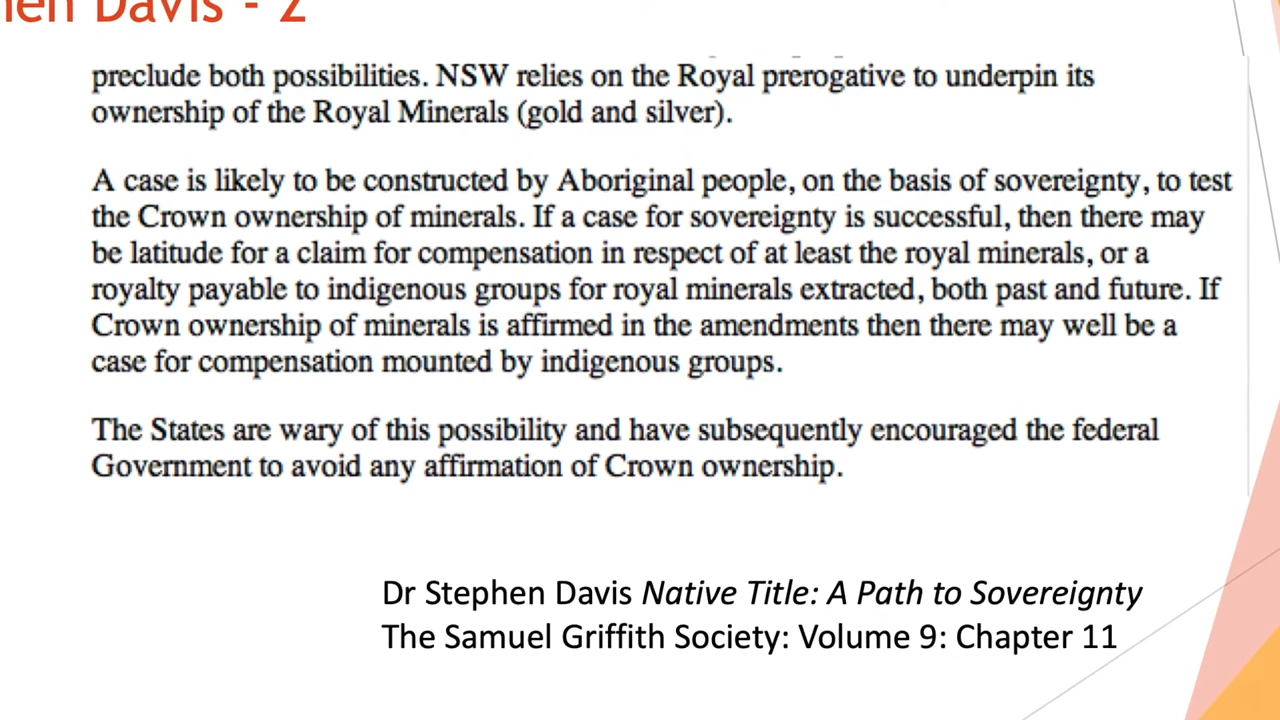 hen Davis - 2
preclude both possibilities. NSW relies on the Royal prerogative to underpin its
ownership of the Royal Minerals (gold and silver).
A case is likely to be constructed by Aboriginal people, on the basis of sovereignty, to test
the Crown ownership of minerals. If a case for sovereignty is successful, then there may
be latitude for a claim for compensation in respect of at least the royal minerals, or a
royalty payable to indigenous groups for royal minerals extracted, both past and future. If
Crown ownership of minerals is affirmed in the amendments then there may well be a
case for compensation mounted by indigenous groups.
The States are wary of this possibility and have subsequently encouraged the federal
Government to avoid any affirmation of Crown ownership.
Dr Stephen Davis Native Title: A Path to Sovereignty
The Samuel Griffith Society: Volume 9: Chapter 11